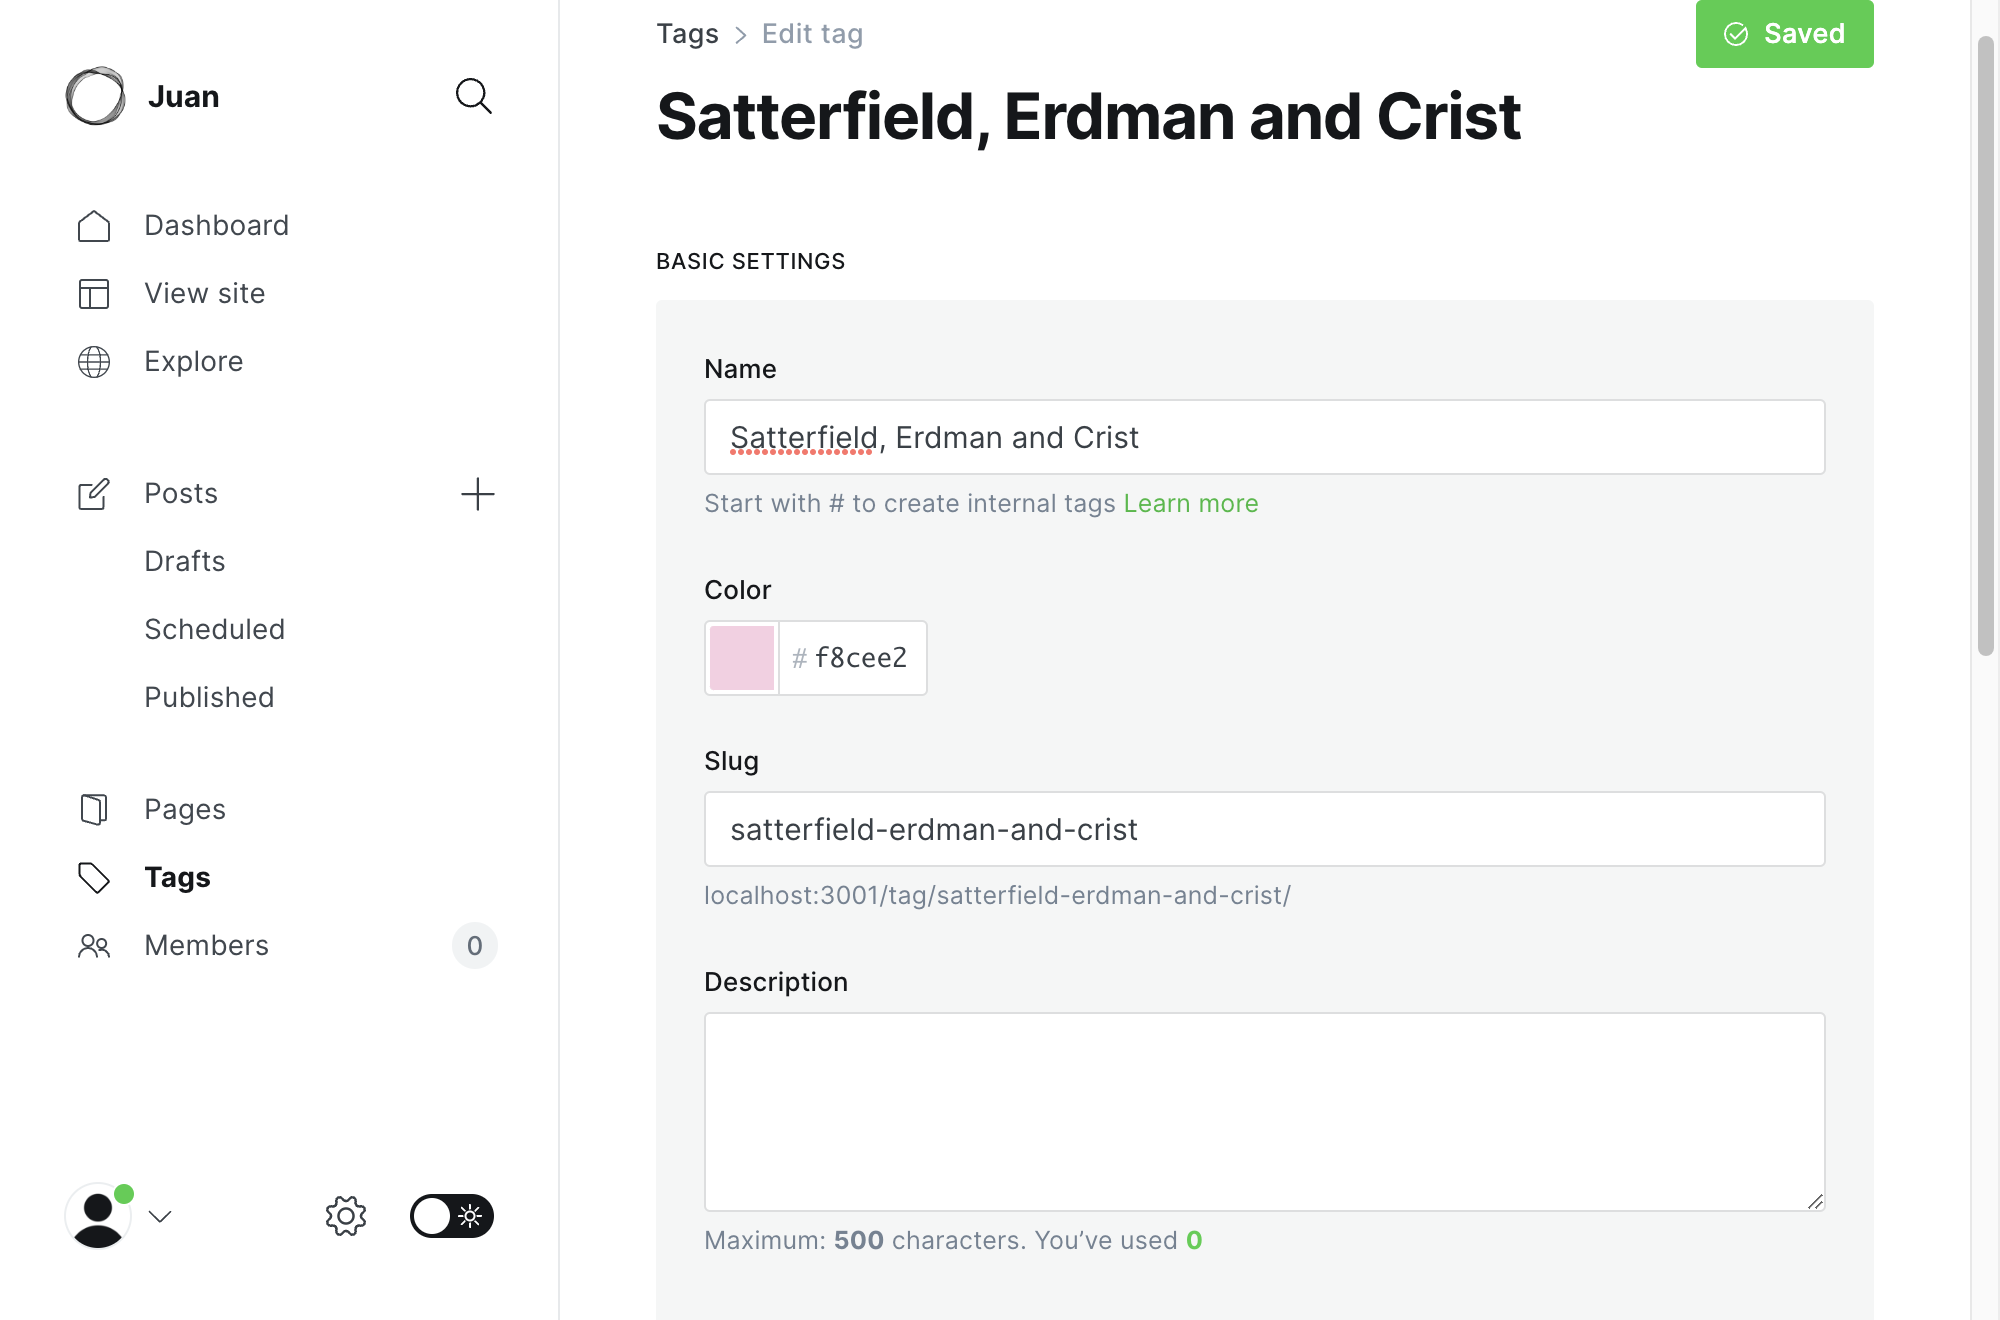 Juan
Dashboard
View site
Explore
Posts
Drafts
Scheduled
Published
Pages
Tags
Members 0
Tags > Edit tag
Saved
Satterfield, Erdman and Crist
BASIC SETTINGS
Name
Satterfield, Erdman and Crist
Start with # to create internal tags Learn more
Color
# f8cee2
Slug
satterfield-erdman-and-crist
localhost:3001/tag/satterfield-erdman-and-crist/
Description
Maximum: 500 characters. You’ve used 0